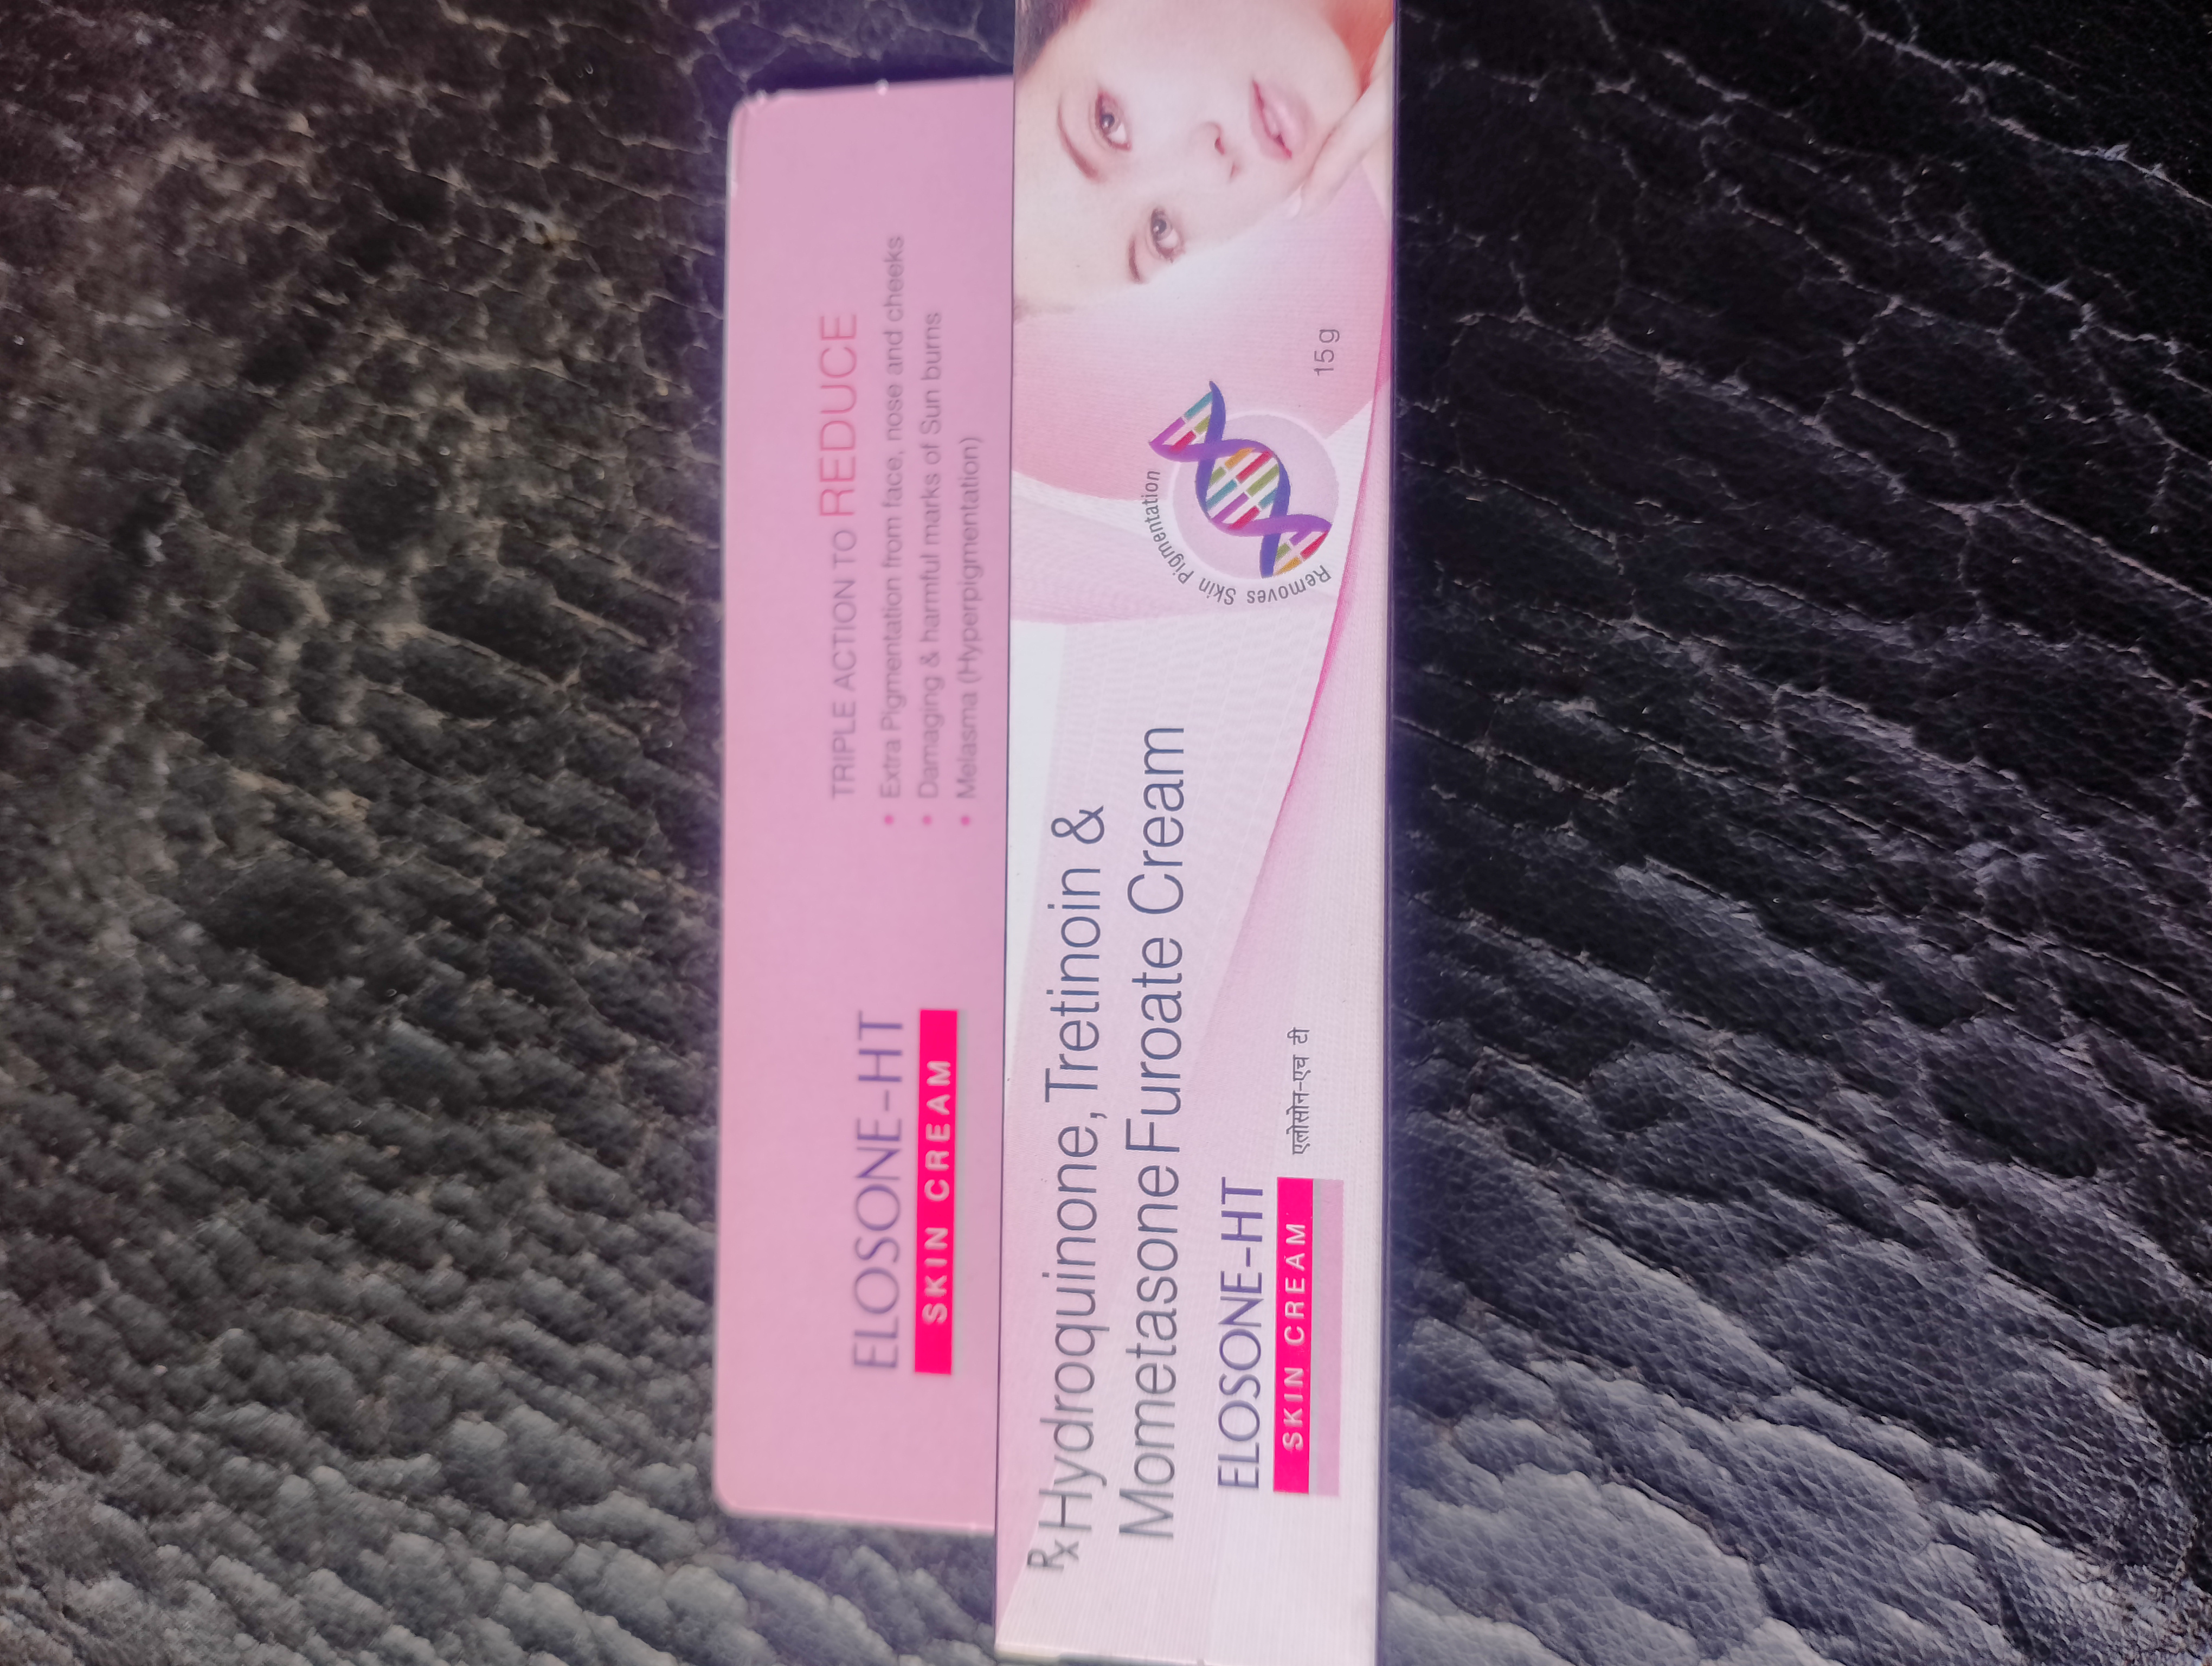 ELOSONE-HT
SKIN CREAM
TRIPLE ACTION TO REDUCE
• Extra Pigmentation from face, nose and cheeks
• Damaging & harmful marks of Sun burns
• Melasma (Hyperpigmentation)
Rx Hydroquinone, Tretinoin &
Mometasone Furoate Cream
ELOSONE-HT
SKIN CREAM
एलोसोन-एच टी
Removes Skin Pigmentation
15g